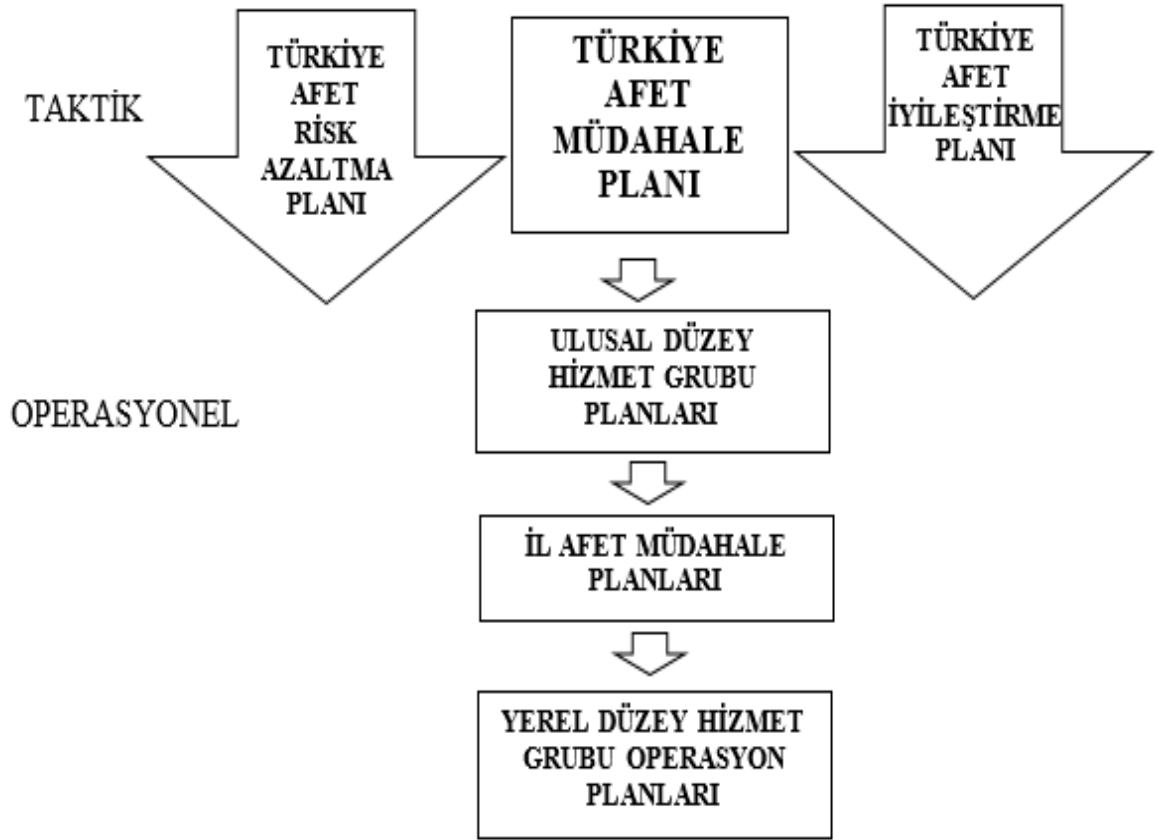 TAKTİK
TÜRKİYE
AFET
RİSK
AZALTMA
PLANI
TÜRKİYE
AFET
MÜDAHALE
PLANI
TÜRKİYE
AFET
İYİLEŞTİRME
PLANI
OPERASYONEL
ULUSAL DÜZEY
HİZMET GRUBU
PLANLARI
İL AFET MÜDAHALE
PLANLARI
YEREL DÜZEY HİZMET
GRUBU OPERASYON
PLANLARI